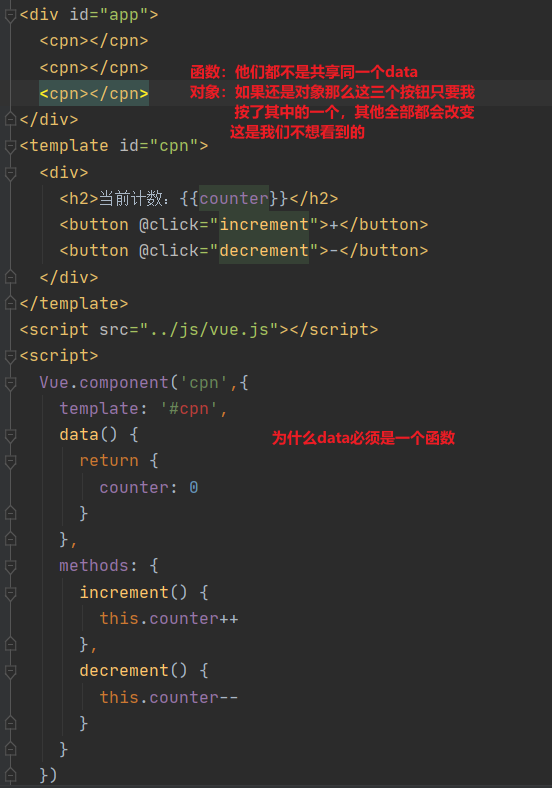 <div id="app">
<cpn></cpn>
<cpn></cpn>
<cpn></cpn>
函数：他们都不是共享同一个data
对象：如果还是对象那么这三个按钮只要我
按了其中的一个，其他全部都会改变
这是我们不想看到的
</div>
<template id="cpn">
<div>
<h2>当前计数：{{counter}}</h2>
<button @click="increment">+</button>
<button @click="decrement">-</button>
</div>
</template>
<script src="../js/vue.js"></script>
<script>
Vue.component('cpn',{
template: '#cpn',
data() {
为什么data必须是一个函数
return {
counter: 0
}
},
methods: {
increment() {
this.counter++
},
decrement() {
this.counter--
}
}
})